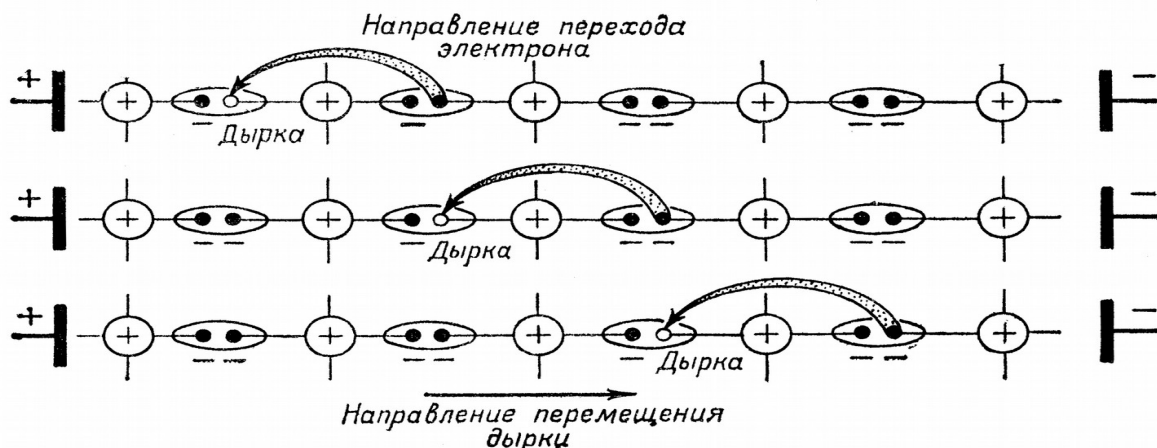 Направление перехода
электрона
Дырка
Дырка
Дырка
Направление перемещения
дырки